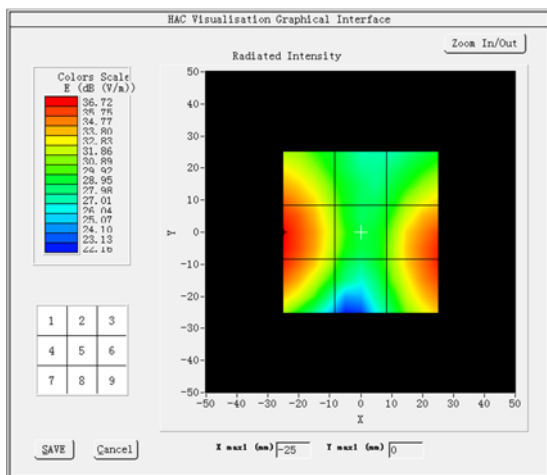 HAC Visualisation Graphical Interface
Zoom In/Out
Radiated Intensity
Colors Scale
E (dB (V/m))
36.72
35.75
34.77
33.80
32.83
31.86
30.89
29.92
28.95
27.98
27.01
26.04
25.07
24.10
23.13
22.16
50
40
30
20
10
0
-10
-20
-30
-40
-50
Y
-50 -40 -30 -20 -10 0 10 20 30 40 50
X
1 2 3
4 5 6
7 8 9
X max1 (mm) -25 Y max1 (mm) 0
SAVE Cancel